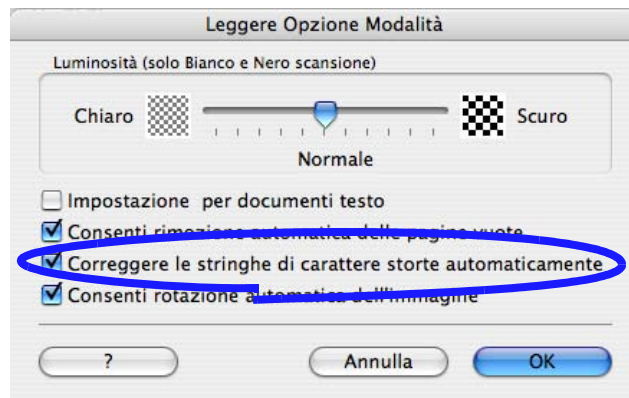 Leggere Opzione Modalità
Luminosità (solo Bianco e Nero scansione)
Chiaro Scuro
Normale
Impostazione per documenti testo
Consenti rimozione automatica delle pagine vuote
Correggere le stringhe di carattere storte automaticamente
Consenti rotazione automatica dell'immagine
? Annulla OK